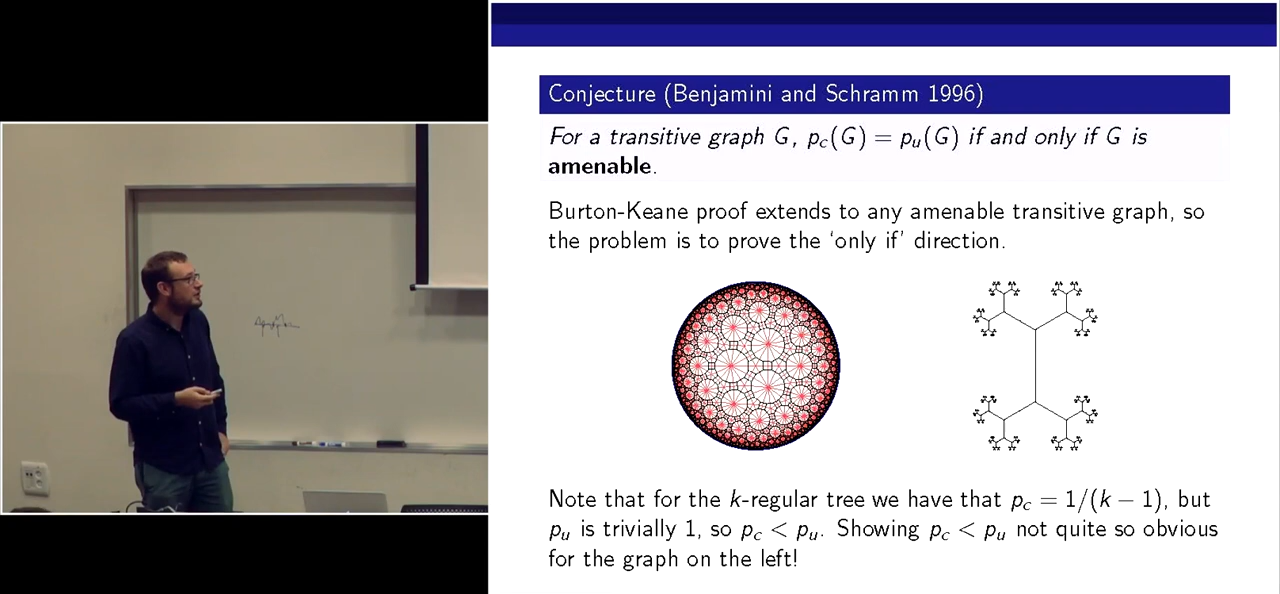 Conjecture (Benjamini and Schramm 1996)
For a transitive graph G, p_c(G) = p_u(G) if and only if G is
amenable.
Burton-Keane proof extends to any amenable transitive graph, so
the problem is to prove the ‘only if’ direction.
Note that for the k-regular tree we have that p_c = 1/(k − 1), but
p_u is trivially 1, so p_c < p_u. Showing p_c < p_u not quite so obvious
for the graph on the left!